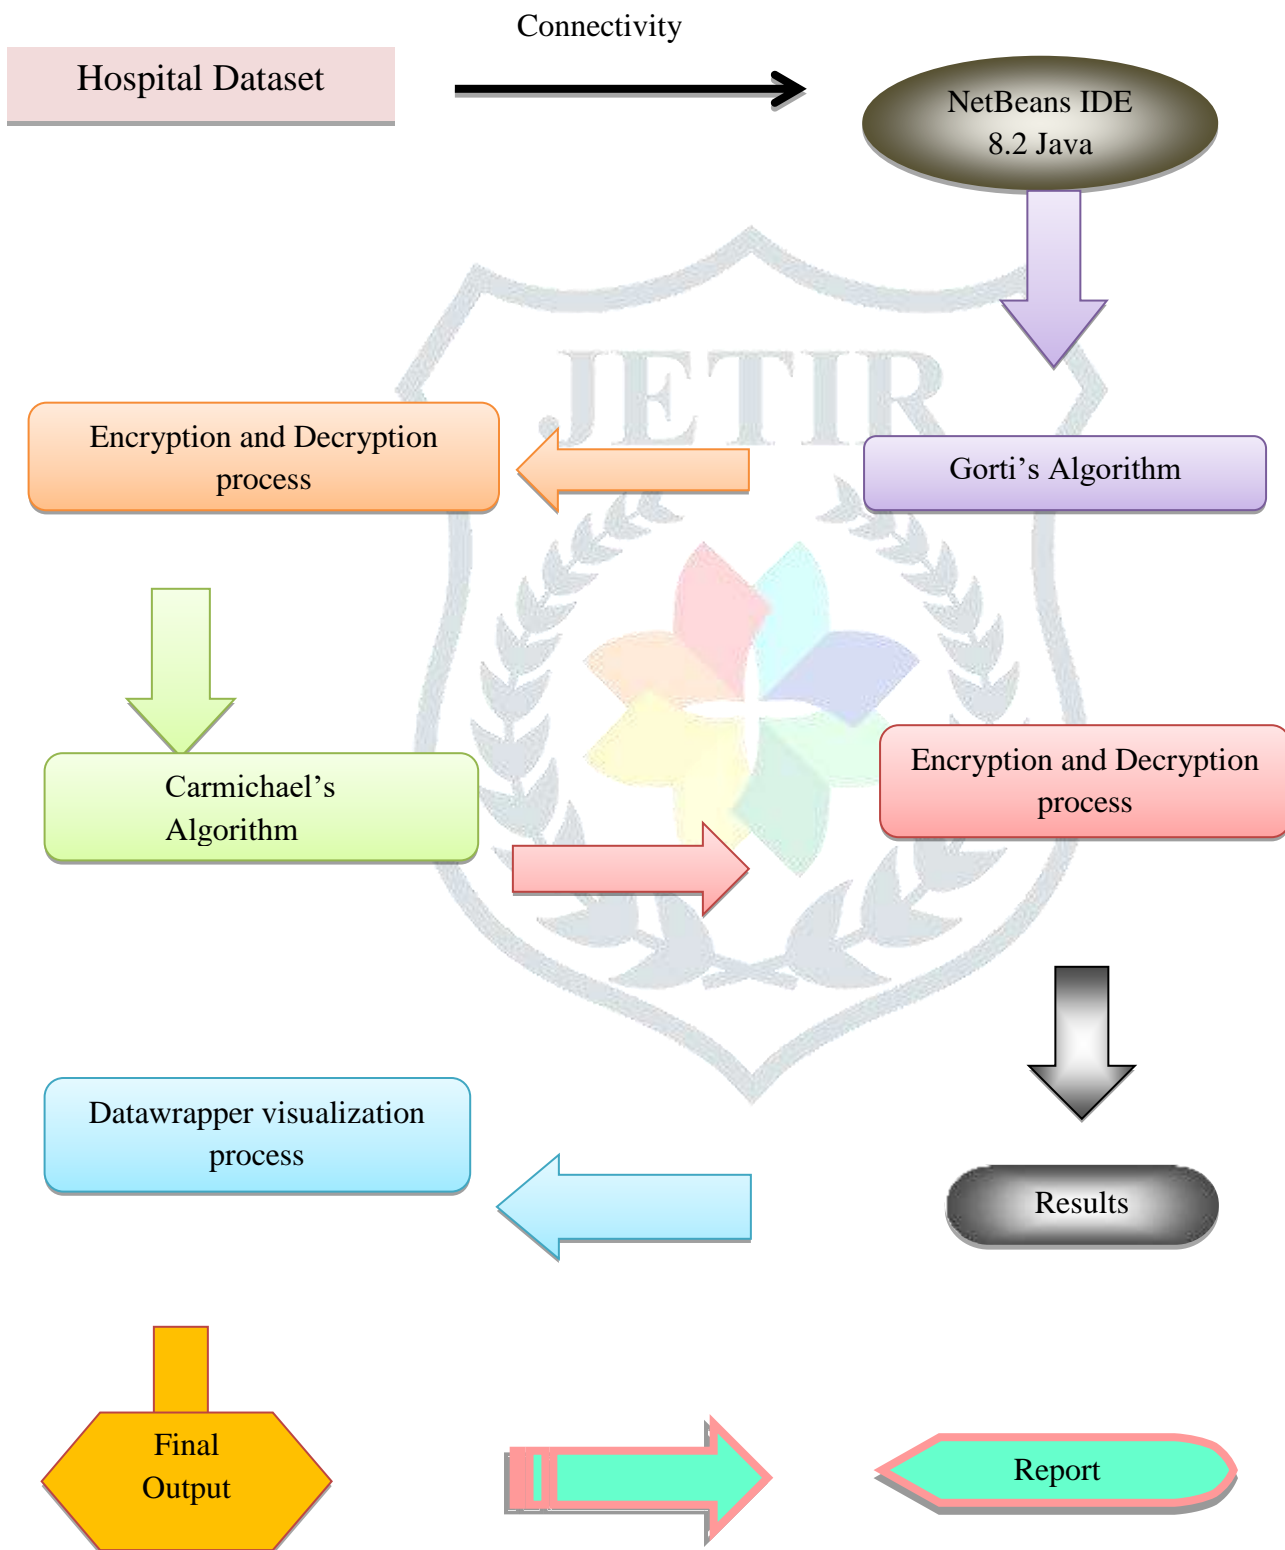 Connectivity
Hospital Dataset
NetBeans IDE
8.2 Java
JETIR
Encryption and Decryption
process
Gorti’s Algorithm
Carmichael’s
Algorithm
Encryption and Decryption
process
Datawrapper visualization
process
Results
Final
Output
Report